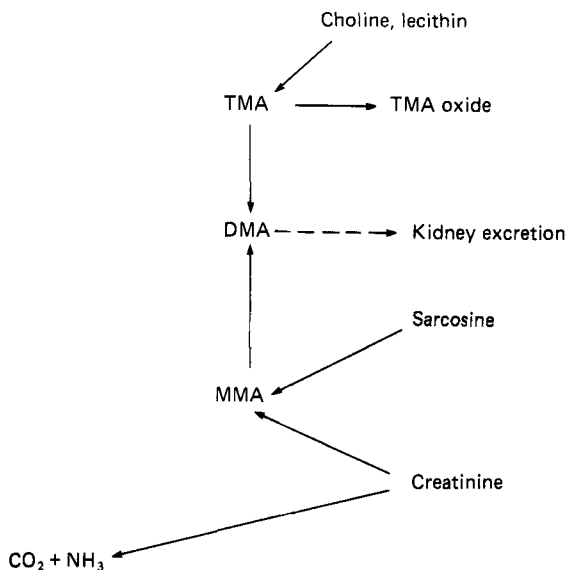 Choline, lecithin
TMA
TMA oxide
DMA
Kidney excretion
Sarcosine
MMA
Creatinine
CO₂ + NH₃